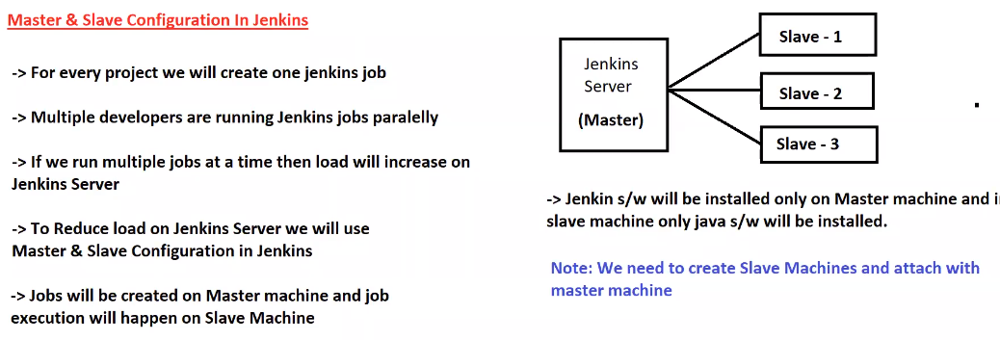 Master & Slave Configuration In Jenkins
-> For every project we will create one jenkins job
-> Multiple developers are running Jenkins jobs paralelly
-> If we run multiple jobs at a time then load will increase on
Jenkins Server
-> To Reduce load on Jenkins Server we will use
Master & Slave Configuration in Jenkins
-> Jobs will be created on Master machine and job
execution will happen on Slave Machine
Jenkins
Server
(Master)
Slave - 1
Slave - 2
Slave - 3
-> Jenkin s/w will be installed only on Master machine and
slave machine only java s/w will be installed.
Note: We need to create Slave Machines and attach with
master machine